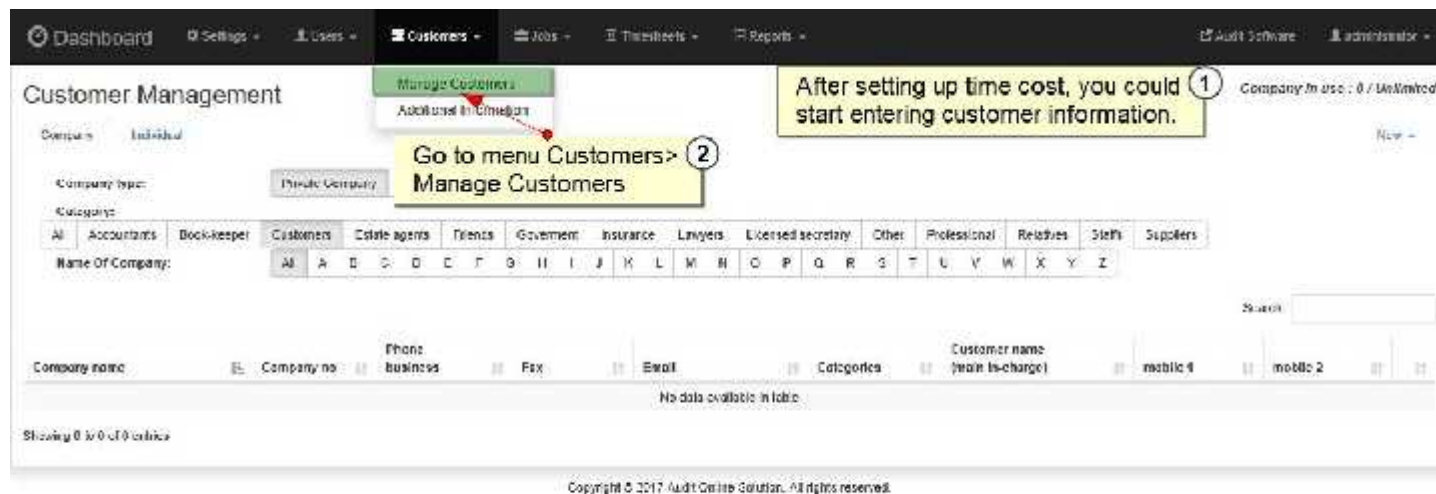 Dashboard Settings Users Customers Jobs Timesheets Reports Audit Software administrator
Manage Customers
Additional Information
Customer Management
After setting up time cost, you could 1
start entering customer information.
Company in use : 0 / Unlimited
Company Individual
New
Go to menu Customers> 2
Manage Customers
Company type: Private Company
Category:
All Accountants Book-keeper Customers Estate agents Friends Goverment Insurance Lawyers Licensed secretary Other Professional Relatives Staffs Suppliers
Name Of Company: All A B C D E F G H I J K L M N O P Q R S T U V W X Y Z
Search:
Phone Customer name
Company name Company no business Fax Email Categories (main in-charge) mobile 1 mobile 2
No data available in table
Showing 0 to 0 of 0 entries
Copyright © 2017 Audit Online Solution. All rights reserved.